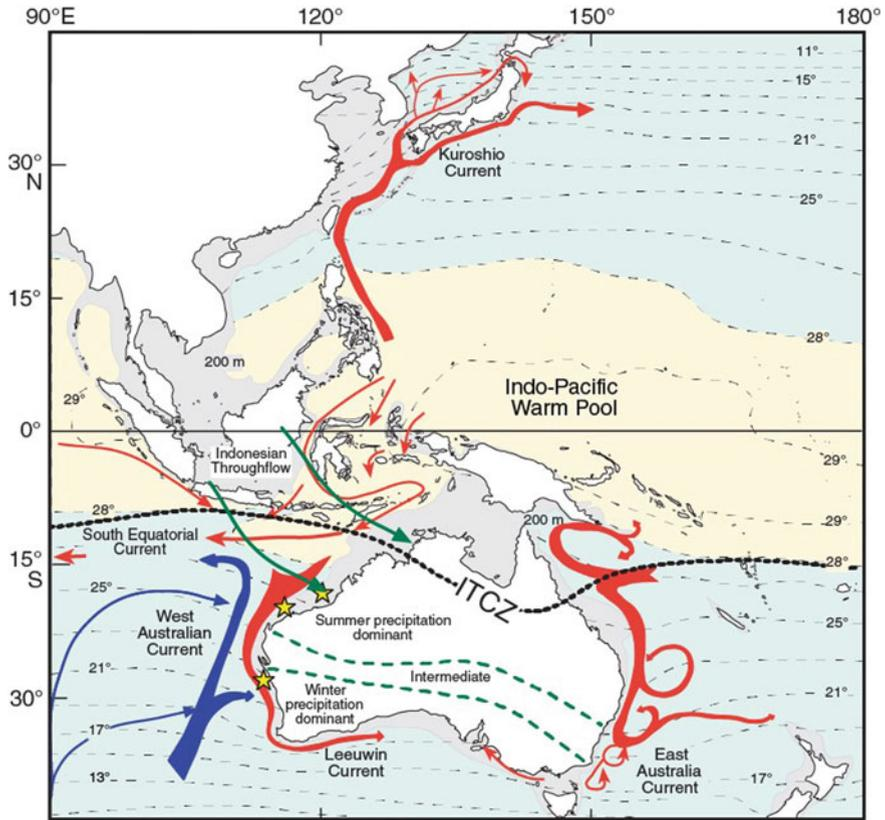 90°E
120°
150°
180°
11°
15°
21°
25°
30°
N
Kuroshio
Current
15°
28°
200 m
29°
Indo-Pacific
Warm Pool
0°
Indonesian
Throughflow
29°
28°
200 m
29°
South Equatorial
Current
15°
S
28°
25°
ITCZ
West
Australian
Current
Summer precipitation
dominant
25°
21°
Intermediate
21°
30°
Winter
precipitation
dominant
17°
Leeuwin
Current
East
Australia
Current
13°
17°